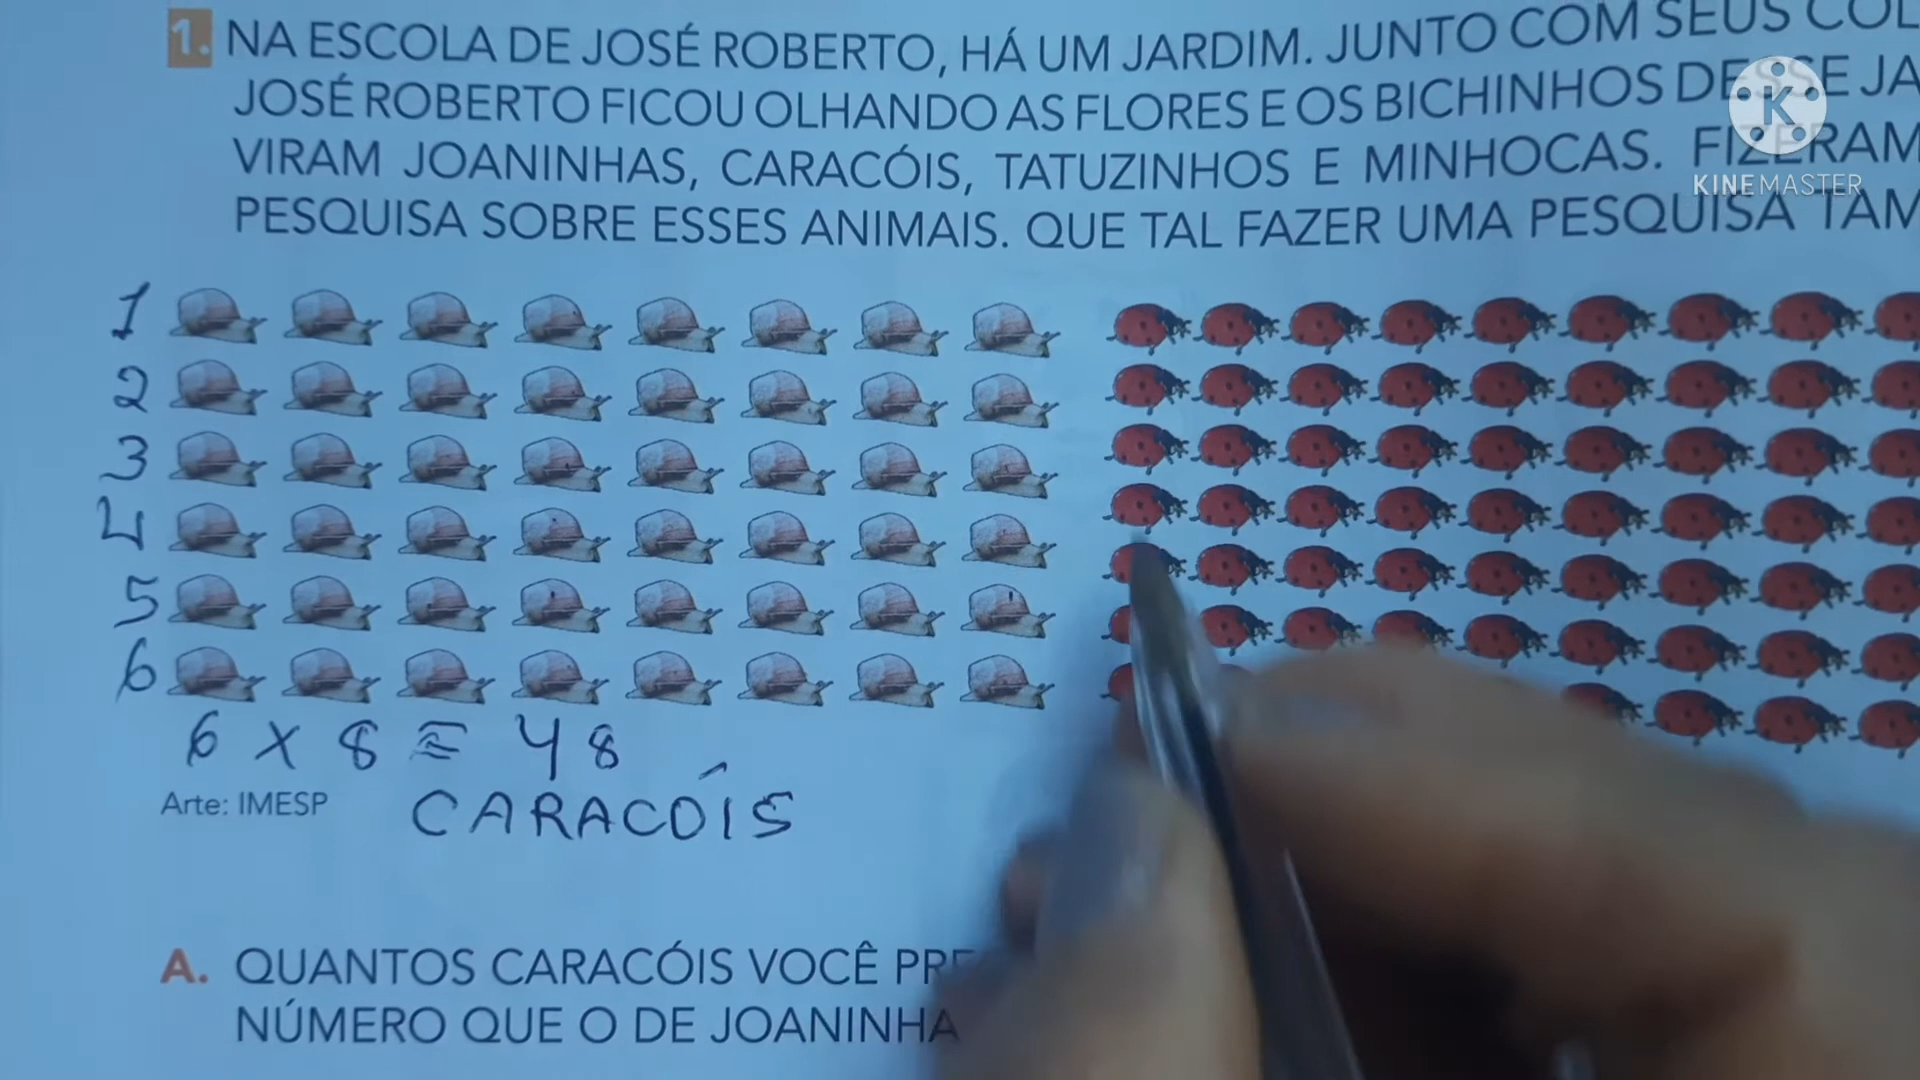 1. NA ESCOLA DE JOSÉ ROBERTO, HÁ UM JARDIM. JUNTO COM SEUS
JOSÉ ROBERTO FICOU OLHANDO AS FLORES E OS BICHINHOS DESSE
VIRAM JOANINHAS, CARACÓIS, TATUZINHOS E MINHOCAS. FIZERAM
PESQUISA SOBRE ESSES ANIMAIS. QUE TAL FAZER UMA PESQUISA
K
KINEMASTER
1
2
3
4
5
6
6 X 8 = 48
Arte: IMESP
CARACÓIS
A. QUANTOS CARACÓIS VOCÊ
NÚMERO QUE O DE JOANINHA